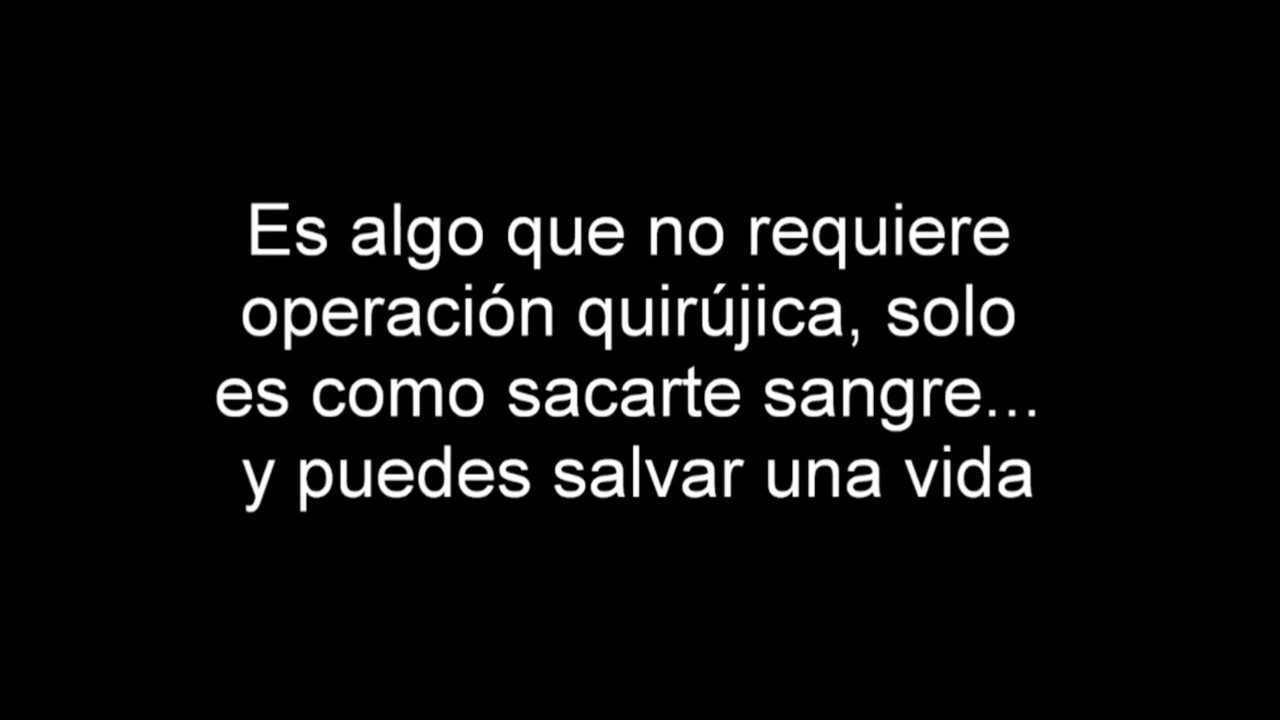 Es algo que no requiere
operación quirújica, solo
es como sacarte sangre...
y puedes salvar una vida